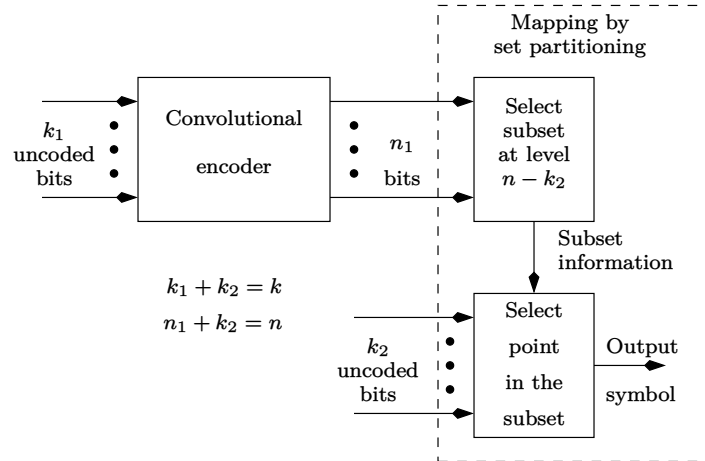 Mapping by
set partitioning
k₁
uncoded
bits
Convolutional
encoder
n₁
bits
Select
subset
at level
n − k₂
Subset
information
k₁ + k₂ = k
n₁ + k₂ = n
k₂
uncoded
bits
Select
point
in the
subset
Output
symbol